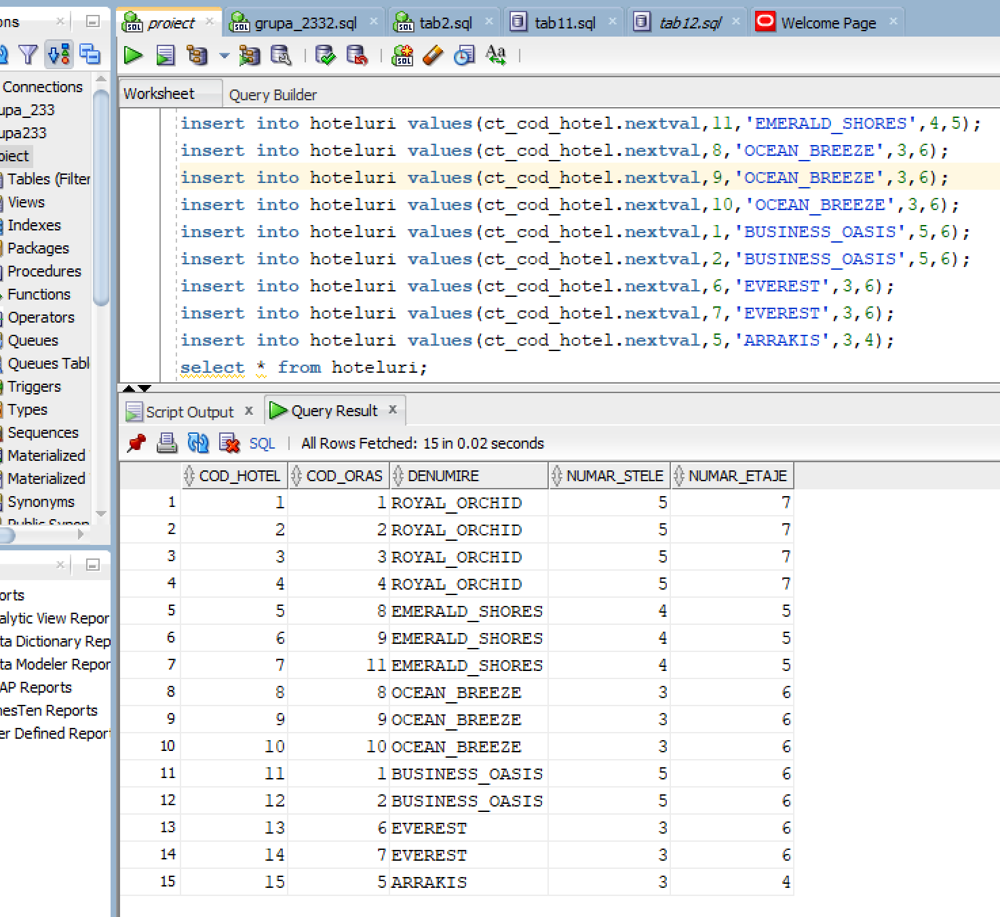 ons
proiect
grupa_2332.sql
tab2.sql
tab11.sql
tab12.sql
Welcome Page
Connections
upa_233
upa233
oiect
Tables (Filter
Views
Indexes
Packages
Procedures
Functions
Operators
Queues
Queues Tabl
Triggers
Types
Sequences
Materialized
Materialized
Synonyms
Public Synon
orts
alytic View Repor
ta Dictionary Rep
ta Modeler Repor
AP Reports
nesTen Reports
er Defined Report
Worksheet Query Builder
insert into hoteluri values(ct_cod_hotel.nextval,11,'EMERALD_SHORES',4,5);
insert into hoteluri values(ct_cod_hotel.nextval,8,'OCEAN_BREEZE',3,6);
insert into hoteluri values(ct_cod_hotel.nextval,9,'OCEAN_BREEZE',3,6);
insert into hoteluri values(ct_cod_hotel.nextval,10,'OCEAN_BREEZE',3,6);
insert into hoteluri values(ct_cod_hotel.nextval,1,'BUSINESS_OASIS',5,6);
insert into hoteluri values(ct_cod_hotel.nextval,2,'BUSINESS_OASIS',5,6);
insert into hoteluri values(ct_cod_hotel.nextval,6,'EVEREST',3,6);
insert into hoteluri values(ct_cod_hotel.nextval,7,'EVEREST',3,6);
insert into hoteluri values(ct_cod_hotel.nextval,5,'ARRAKIS',3,4);
select * from hoteluri;
Script Output x Query Result x
SQL | All Rows Fetched: 15 in 0.02 seconds
COD_HOTEL COD_ORAS DENUMIRE NUMAR_STELE NUMAR_ETAJE
1 1 1 ROYAL_ORCHID 5 7
2 2 2 ROYAL_ORCHID 5 7
3 3 3 ROYAL_ORCHID 5 7
4 4 4 ROYAL_ORCHID 5 7
5 5 8 EMERALD_SHORES 4 5
6 6 9 EMERALD_SHORES 4 5
7 7 11 EMERALD_SHORES 4 5
8 8 8 OCEAN_BREEZE 3 6
9 9 9 OCEAN_BREEZE 3 6
10 10 10 OCEAN_BREEZE 3 6
11 11 1 BUSINESS_OASIS 5 6
12 12 2 BUSINESS_OASIS 5 6
13 13 6 EVEREST 3 6
14 14 7 EVEREST 3 6
15 15 5 ARRAKIS 3 4